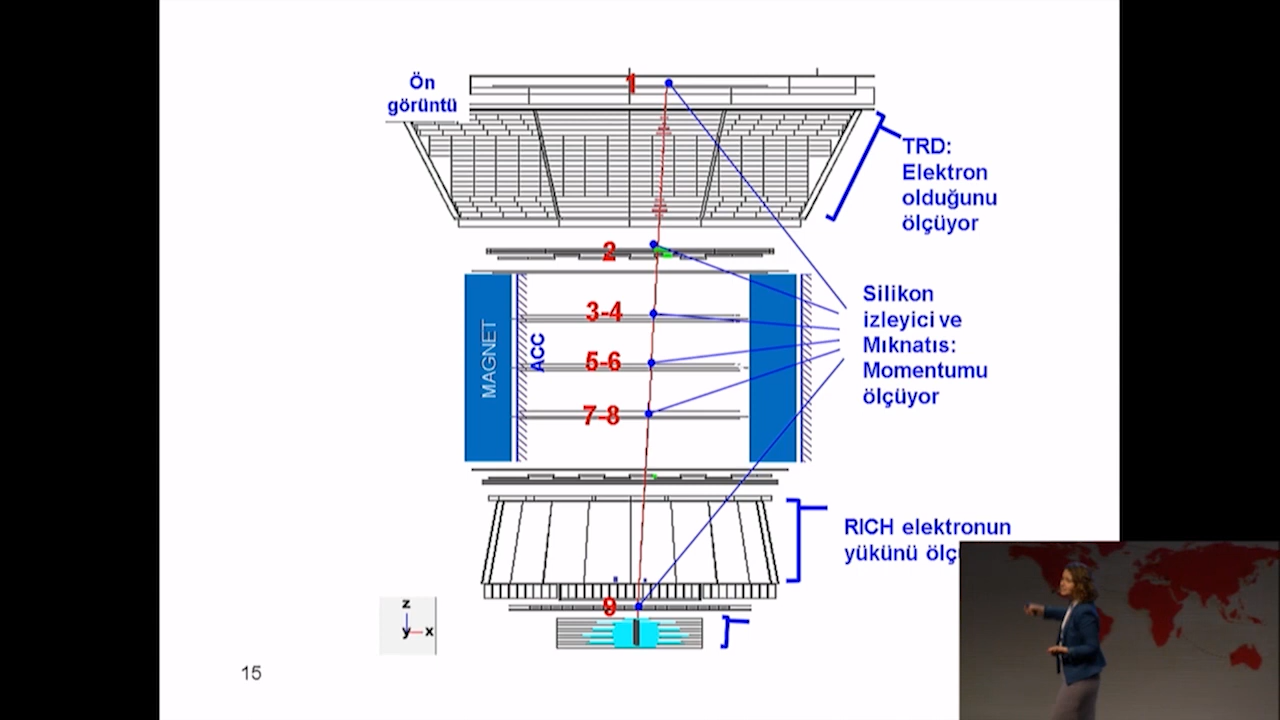 Ön
görüntü
1
TRD:
Elektron
olduğunu
ölçüyor
2
3-4
5-6
7-8
MAGNET
ACC
Silikon
izleyici ve
Mıknatıs:
Momentumu
ölçüyor
RICH elektronun
yükünü
9
z
y
x
15